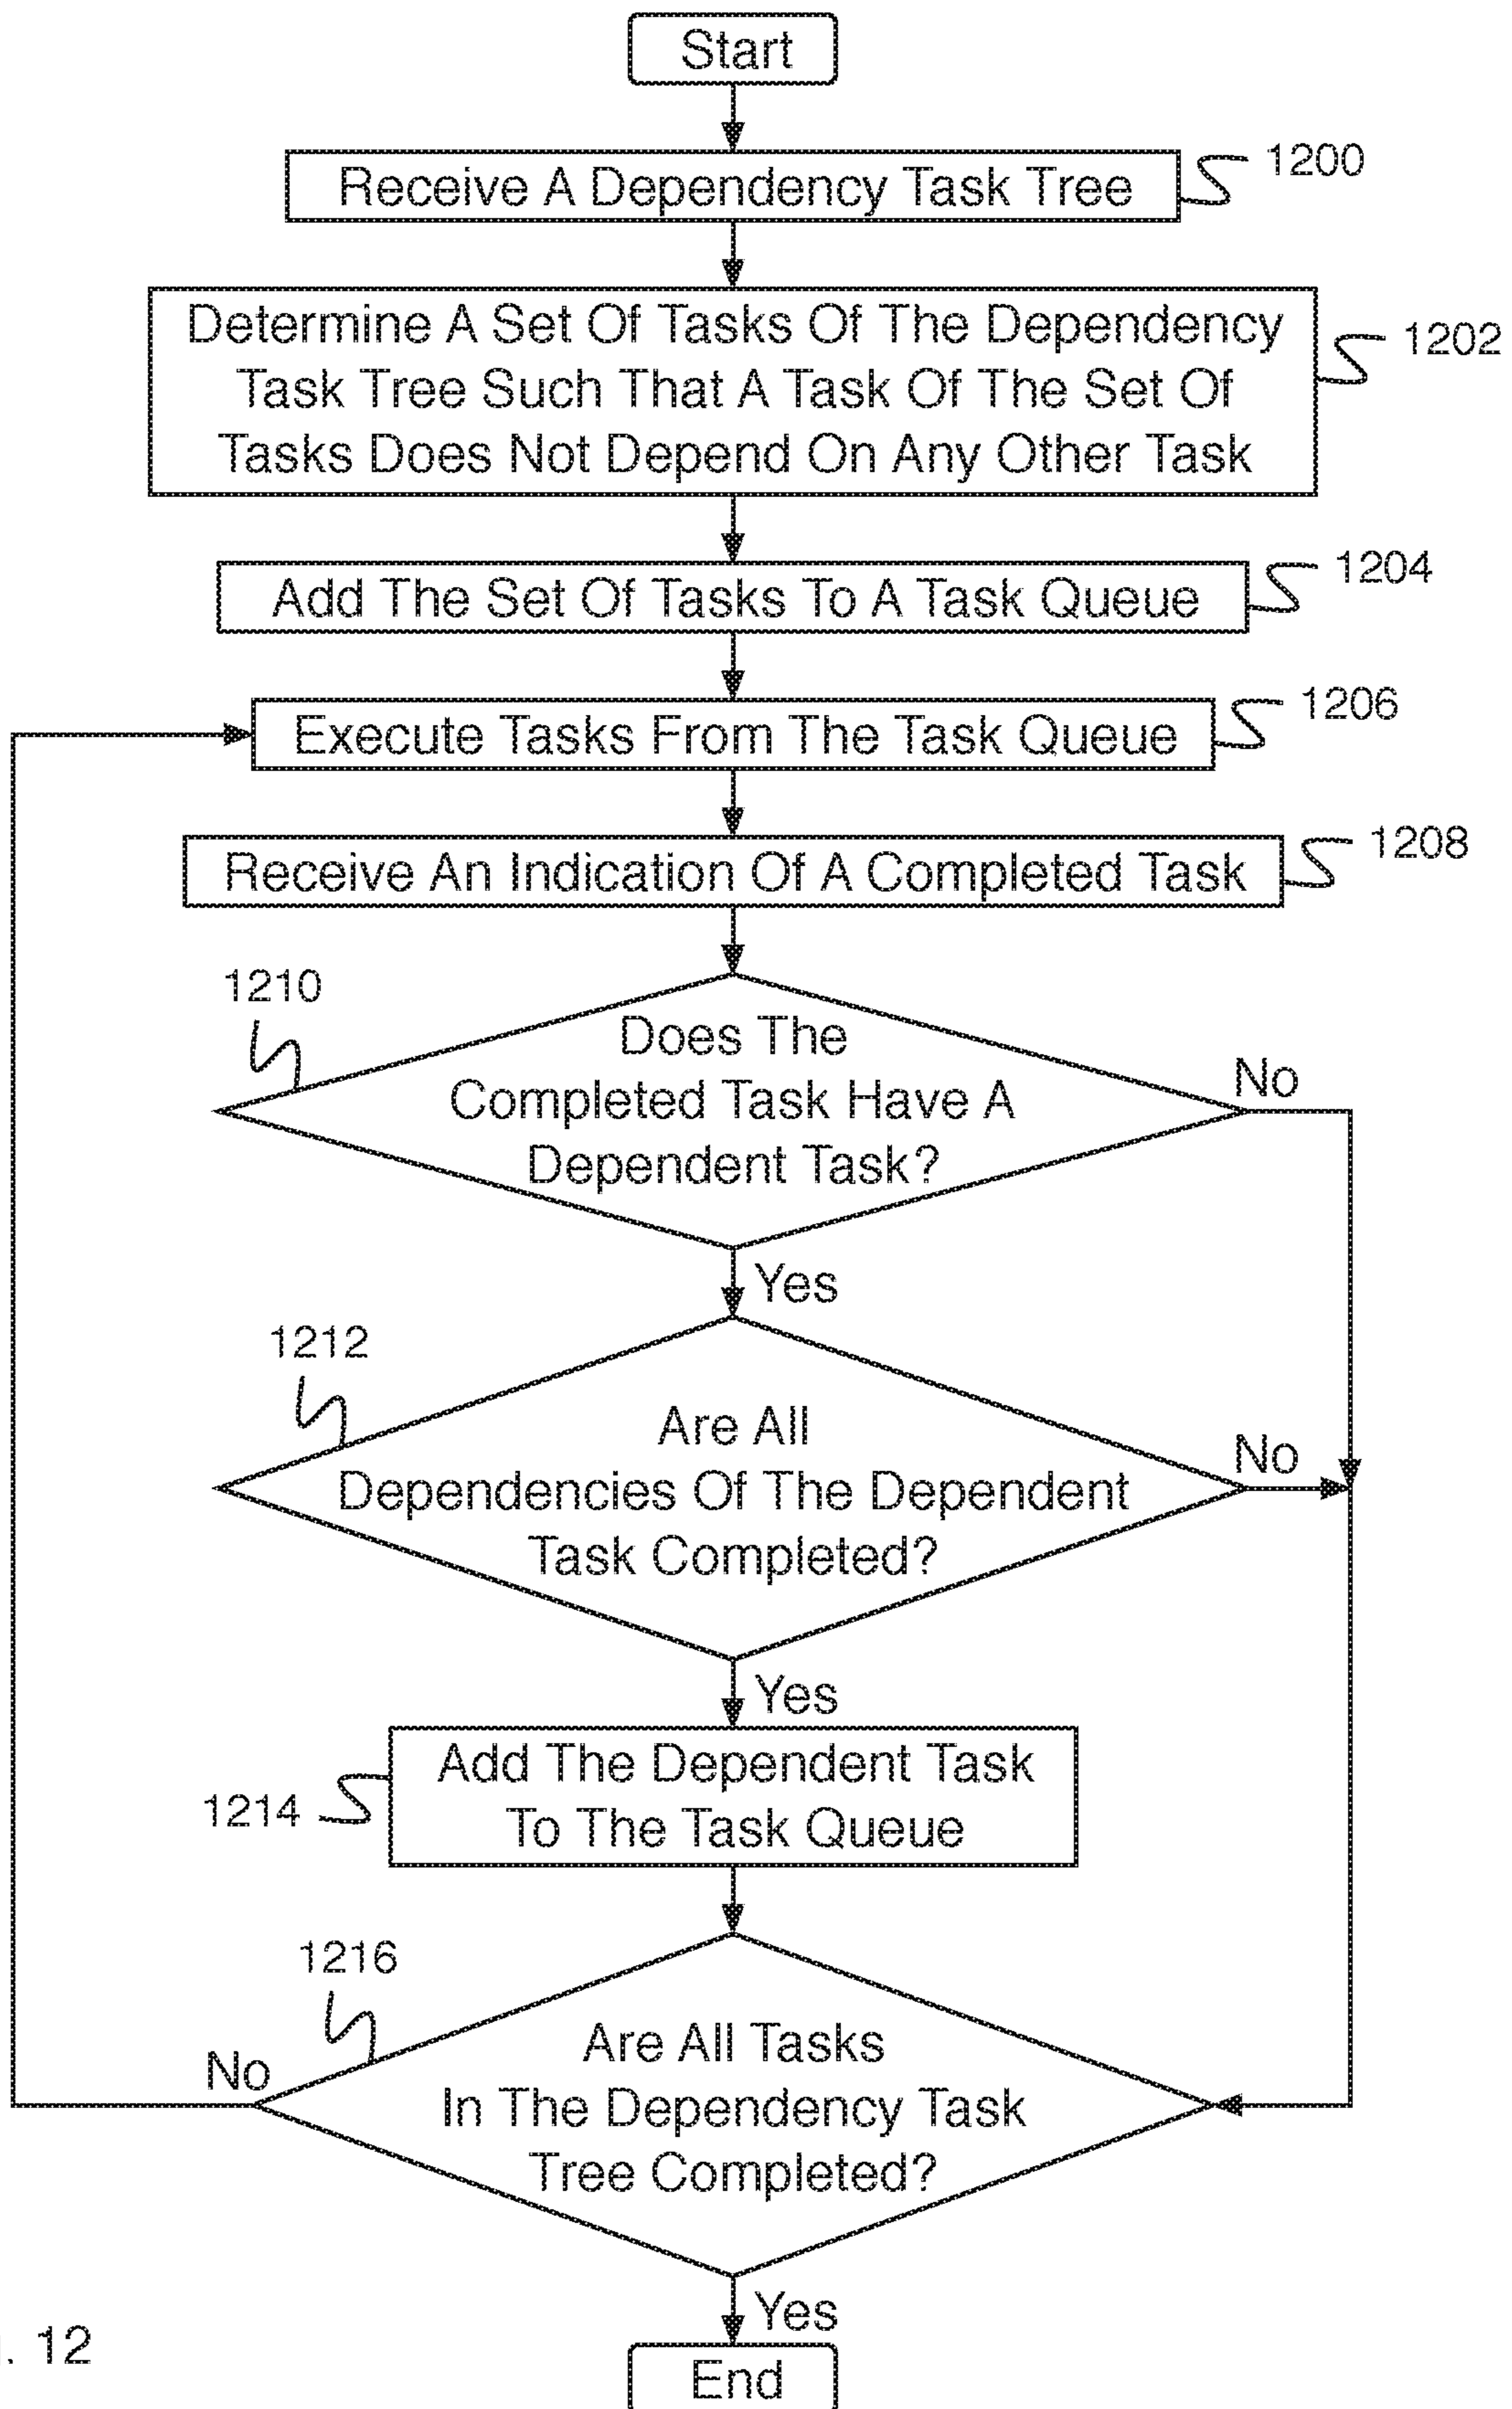 Start
Receive A Dependency Task Tree
1200
Determine A Set Of Tasks Of The Dependency
Task Tree Such That A Task Of The Set Of
Tasks Does Not Depend On Any Other Task
1202
Add The Set Of Tasks To A Task Queue
1204
Execute Tasks From The Task Queue
1206
Receive An Indication Of A Completed Task
1208
1210
Does The
Completed Task Have A
Dependent Task?
No
Yes
1212
Are All
Dependencies Of The Dependent
Task Completed?
No
Yes
Add The Dependent Task
To The Task Queue
1214
1216
Are All Tasks
In The Dependency Task
Tree Completed?
No
Yes
End
. 12